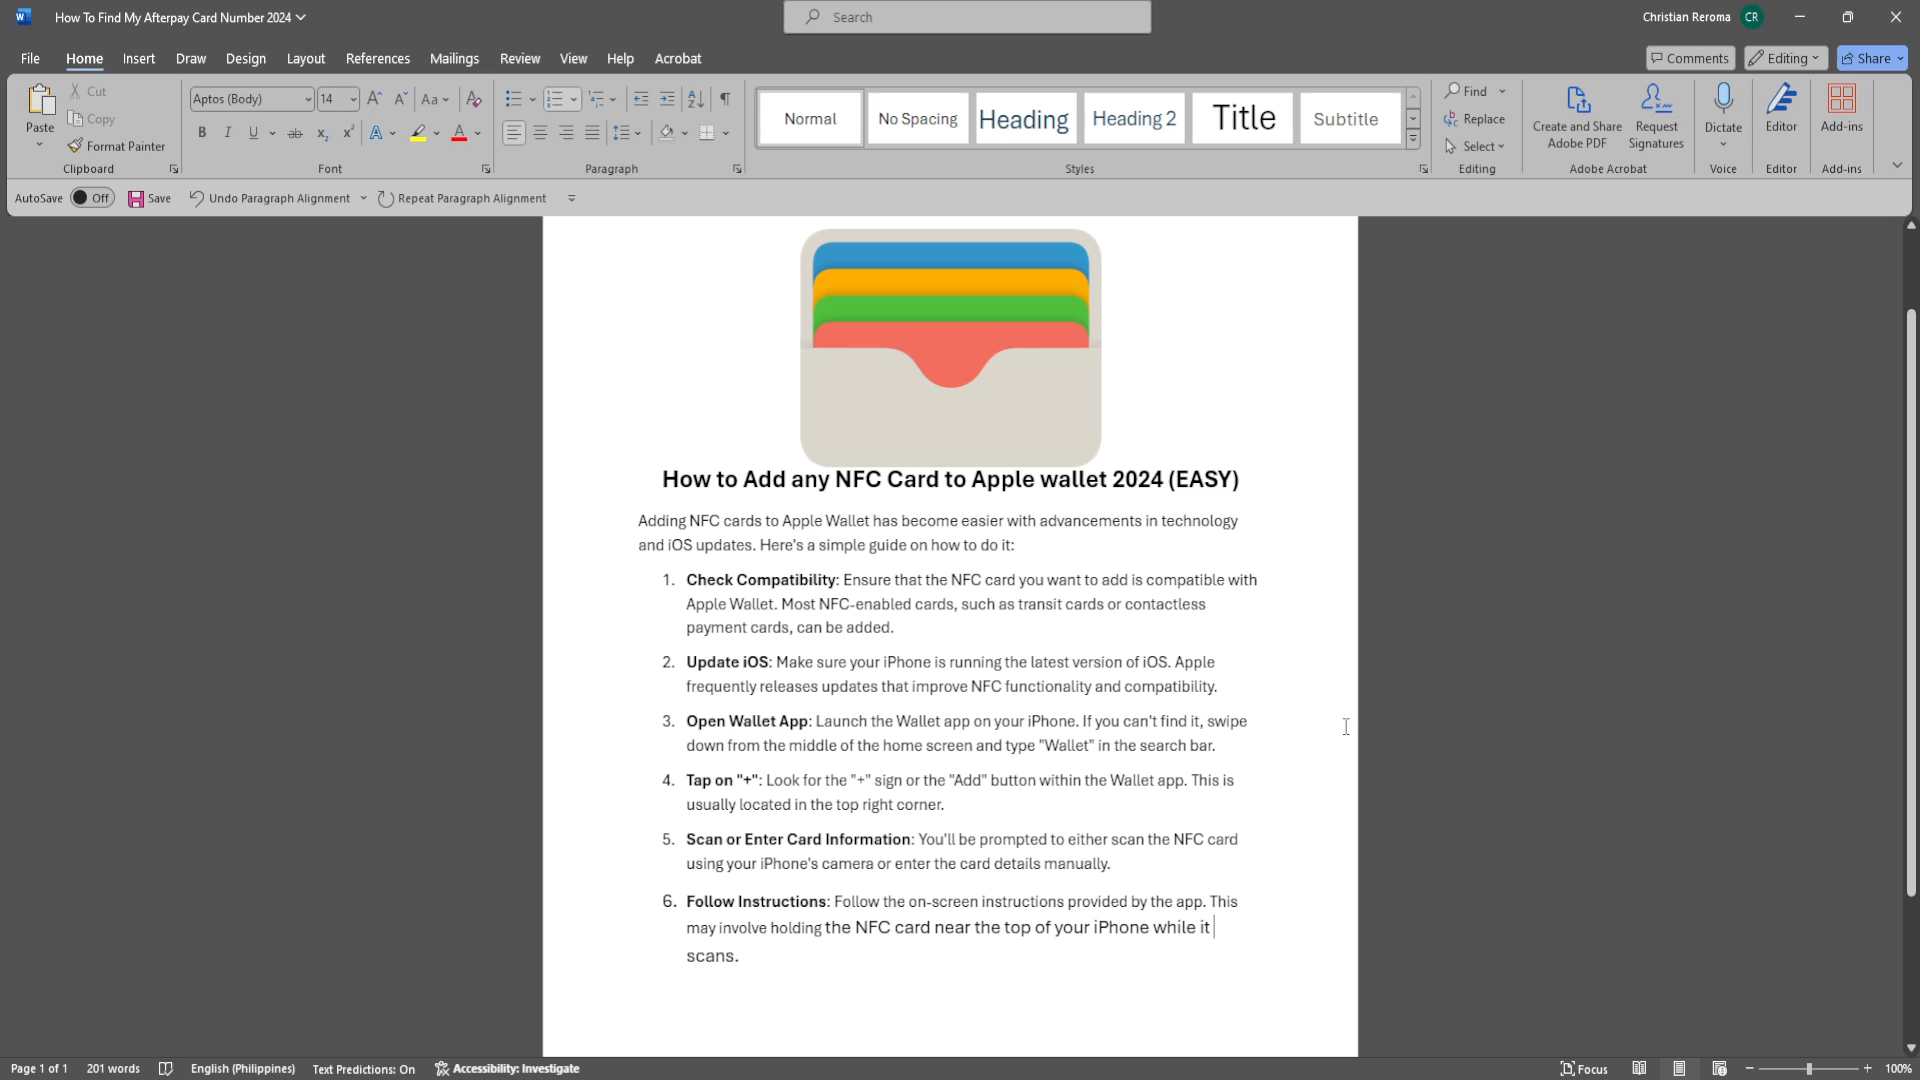 How To Find My Afterpay Card Number 2024
Search
Christian Reroma CR
File Home Insert Draw Design Layout References Mailings Review View Help Acrobat
Comments Editing Share
Paste
Cut
Copy
Format Painter
Clipboard
Aptos (Body) 14 Aa
B I U ab x₂ x² A A
Font
Paragraph
Normal No Spacing Heading Heading 2 Title Subtitle
Styles
Find
Replace
Select
Editing
Create and Share
Adobe PDF
Request
Signatures
Adobe Acrobat
Dictate
Voice
Editor
Editor
Add-ins
Add-ins
AutoSave Off Save Undo Paragraph Alignment Repeat Paragraph Alignment
How to Add any NFC Card to Apple wallet 2024 (EASY)
Adding NFC cards to Apple Wallet has become easier with advancements in technology
and iOS updates. Here's a simple guide on how to do it:
1. Check Compatibility: Ensure that the NFC card you want to add is compatible with
Apple Wallet. Most NFC-enabled cards, such as transit cards or contactless
payment cards, can be added.
2. Update iOS: Make sure your iPhone is running the latest version of iOS. Apple
frequently releases updates that improve NFC functionality and compatibility.
3. Open Wallet App: Launch the Wallet app on your iPhone. If you can't find it, swipe
down from the middle of the home screen and type "Wallet" in the search bar.
4. Tap on "+": Look for the "+" sign or the "Add" button within the Wallet app. This is
usually located in the top right corner.
5. Scan or Enter Card Information: You'll be prompted to either scan the NFC card
using your iPhone's camera or enter the card details manually.
6. Follow Instructions: Follow the on-screen instructions provided by the app. This
may involve holding the NFC card near the top of your iPhone while it
scans.
Page 1 of 1 201 words English (Philippines) Text Predictions: On Accessibility: Investigate
Focus 100%